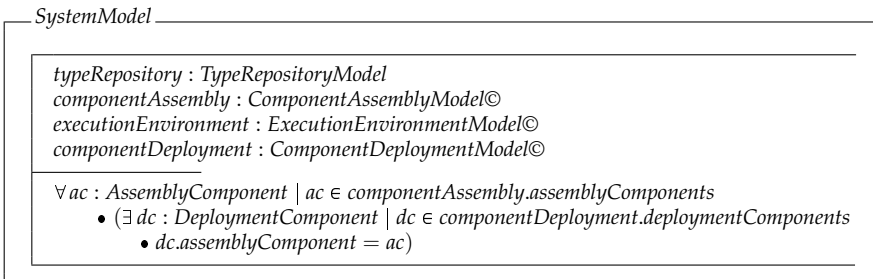 SystemModel
typeRepository : TypeRepositoryModel
componentAssembly : ComponentAssemblyModel©
executionEnvironment : ExecutionEnvironmentModel©
componentDeployment : ComponentDeploymentModel©
∀ ac : AssemblyComponent | ac ∈ componentAssembly.assemblyComponents
• (∃ dc : DeploymentComponent | dc ∈ componentDeployment.deploymentComponents
• dc.assemblyComponent = ac)